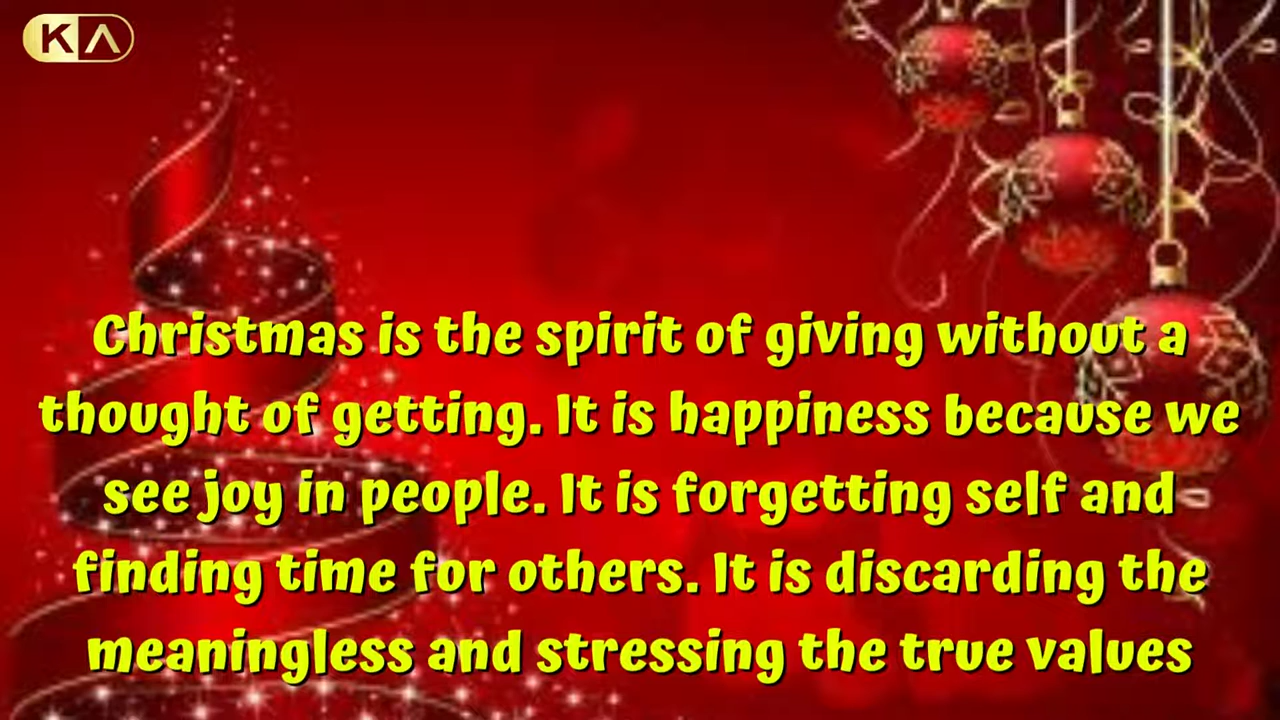 KΛ
Christmas is the spirit of giving without a
thought of getting. It is happiness because we
see joy in people. It is forgetting self and
finding time for others. It is discarding the
meaningless and stressing the true values